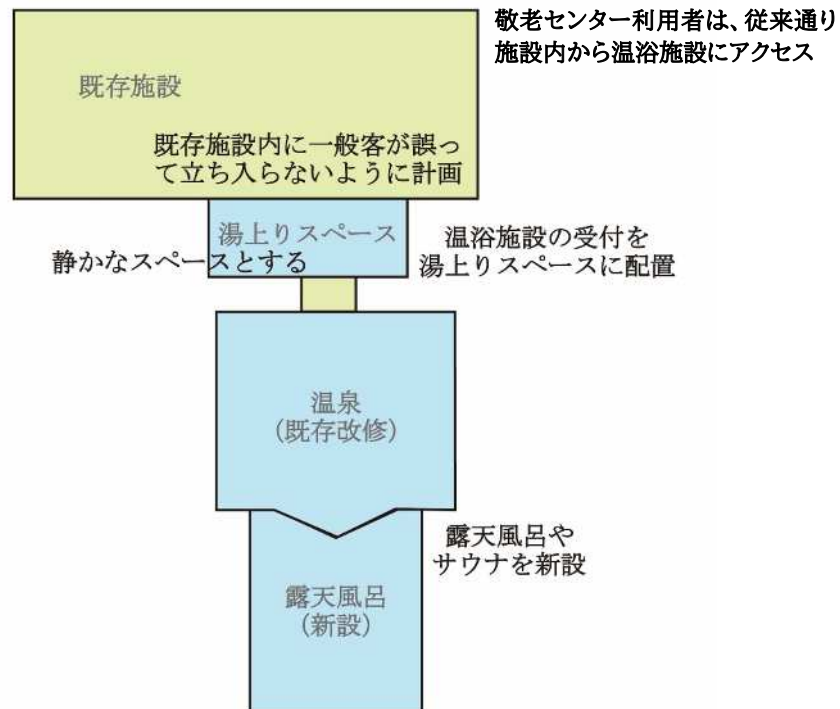 敬老センター利用者は、従来通り
施設内から温浴施設にアクセス
既存施設
既存施設内に一般客が誤っ
て立ち入らないように計画
湯上りスペース
静かなスペースとする
温浴施設の受付を
湯上りスペースに配置
温泉
(既存改修)
露天風呂や
サウナを新設
露天風呂
(新設)